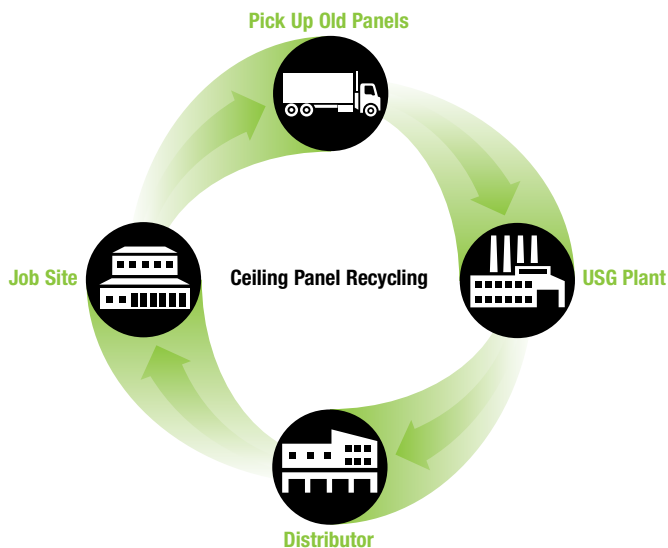 Pick Up Old Panels
Job Site
Ceiling Panel Recycling
USG Plant
Distributor